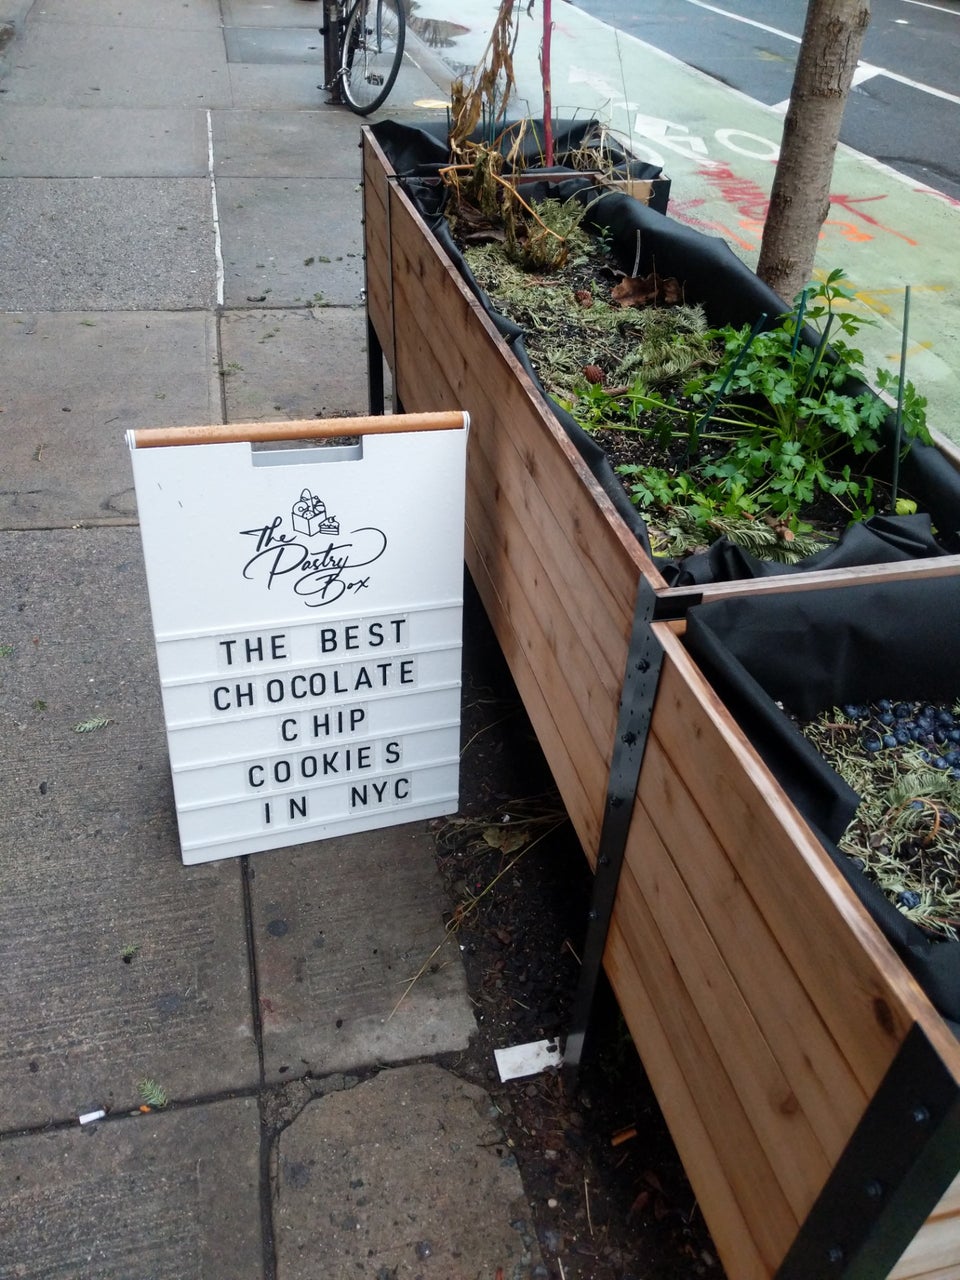 The
Pastry
Box
THE BEST
CHOCOLATE
CHIP
COOKIES
IN NYC